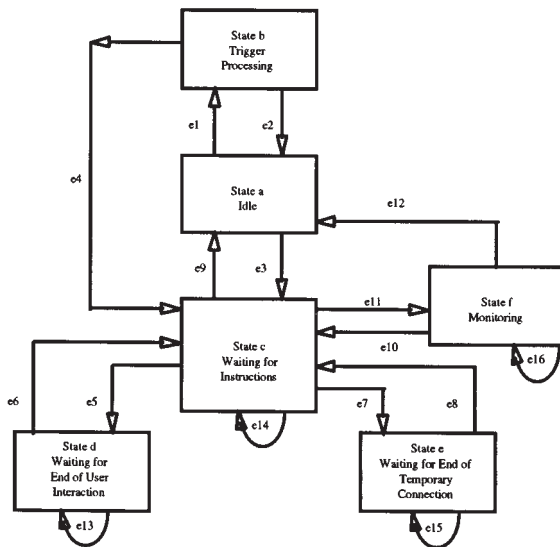 State b
Trigger
Processing
e1
e2
e4
State a
Idle
e12
e9
e3
State c
Waiting for
Instructions
e11
State f
Monitoring
e10
e16
e6
e5
e14
e7
e8
State d
Waiting for
End of User
Interaction
State e
Waiting for End of
Temporary
Connection
e13
e15